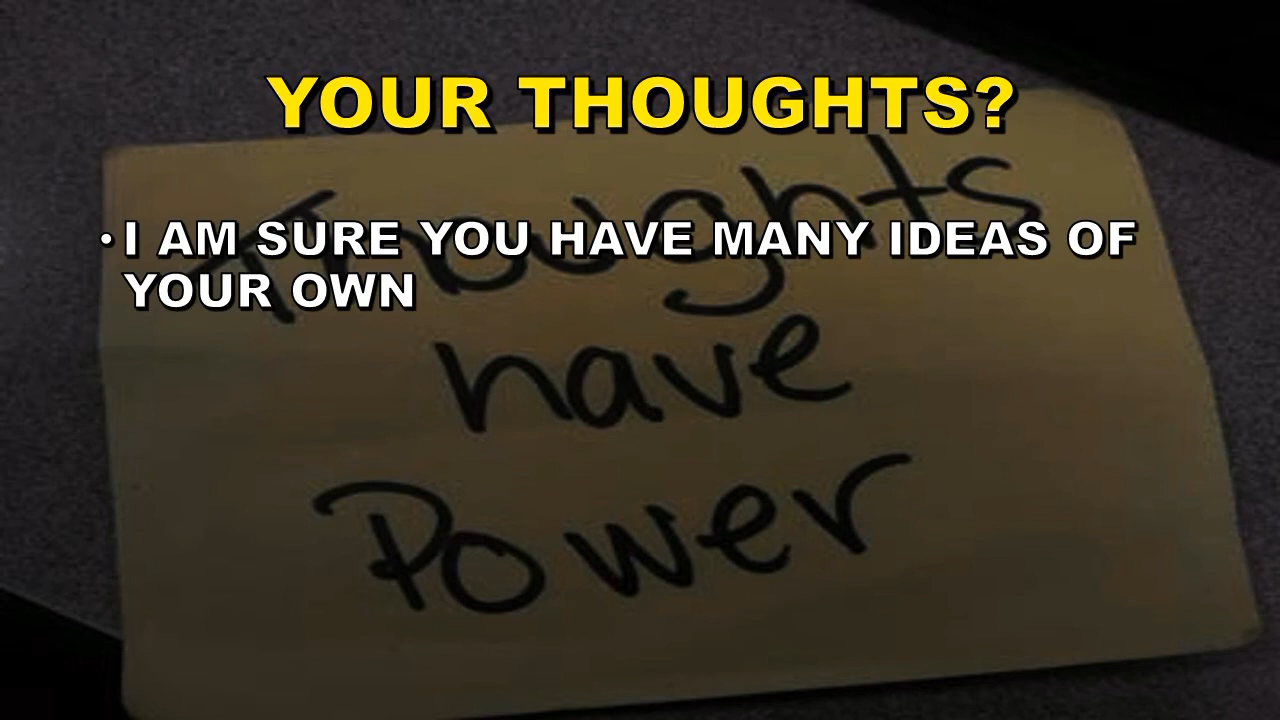 YOUR THOUGHTS?
• I AM SURE YOU HAVE MANY IDEAS OF
YOUR OWN
Thoughts
have
Power